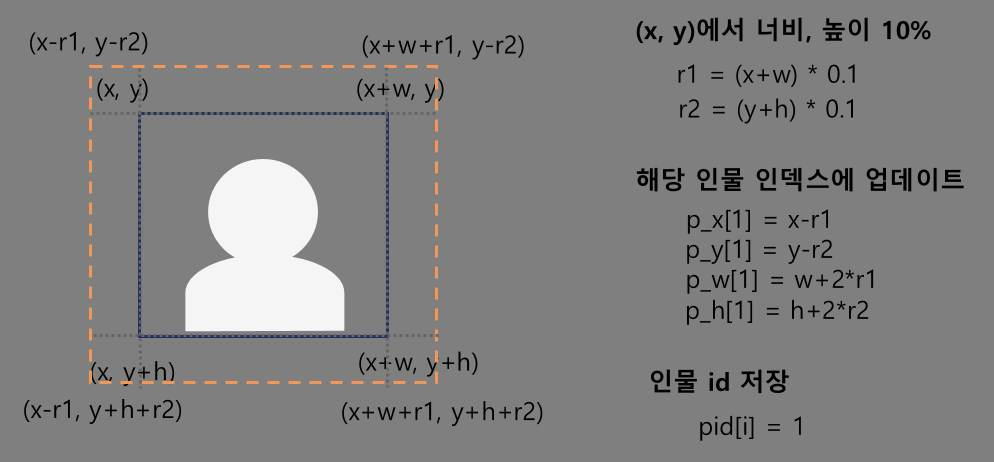 (x-r1, y-r2)
(x+w+r1, y-r2)
(x, y)
(x+w, y)
(x, y+h)
(x+w, y+h)
(x-r1, y+h+r2)
(x+w+r1, y+h+r2)
(x, y)에서 너비, 높이 10%
r1 = (x+w) * 0.1
r2 = (y+h) * 0.1
해당 인물 인덱스에 업데이트
p_x[1] = x-r1
p_y[1] = y-r2
p_w[1] = w+2*r1
p_h[1] = h+2*r2
인물 id 저장
pid[i] = 1